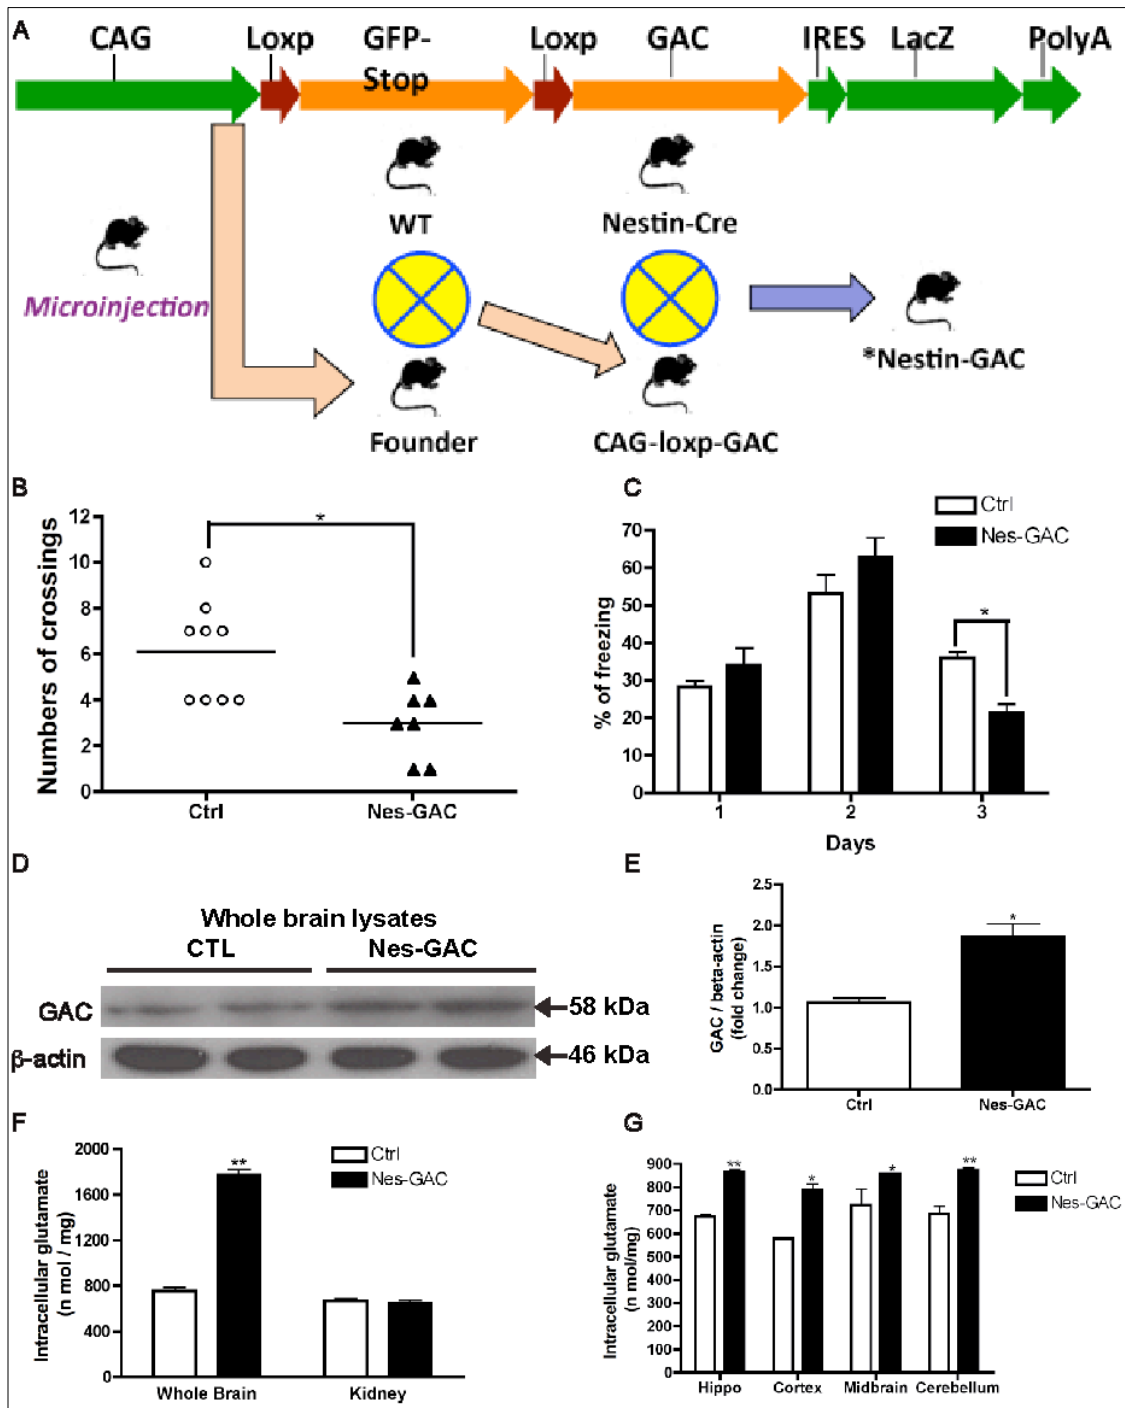 A
CAG Loxp GFP- Loxp GAC IRES LacZ PolyA
Stop
WT Nestin-Cre
Microinjection
*Nestin-GAC
Founder CAG-loxp-GAC
B
Numbers of crossings
12
10
8
6
4
2
0
*
Ctrl Nes-GAC
C
Ctrl
Nes-GAC
% of freezing
70
60
50
40
30
20
10
0
*
1 2 3
Days
D
Whole brain lysates
CTL Nes-GAC
GAC 58 kDa
β-actin 46 kDa
E
GAC / beta-actin
(fold change)
2.5
2.0
1.5
1.0
0.5
0.0
*
Ctrl Nes-GAC
F
Intracellular glutamate
(n mol / mg)
2000
1600
1200
800
400
0
**
Ctrl
Nes-GAC
Whole Brain Kidney
G
Intracellular glutamate
(n mol/mg)
900
800
700
600
500
400
300
200
100
0
** * * **
Ctrl
Nes-GAC
Hippo Cortex Midbrain Cerebellum